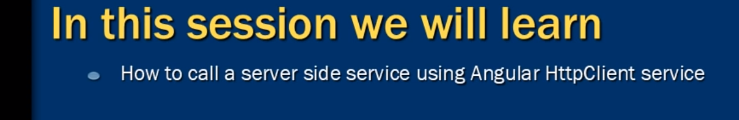 In this session we will learn
How to call a server side service using Angular HttpClient service